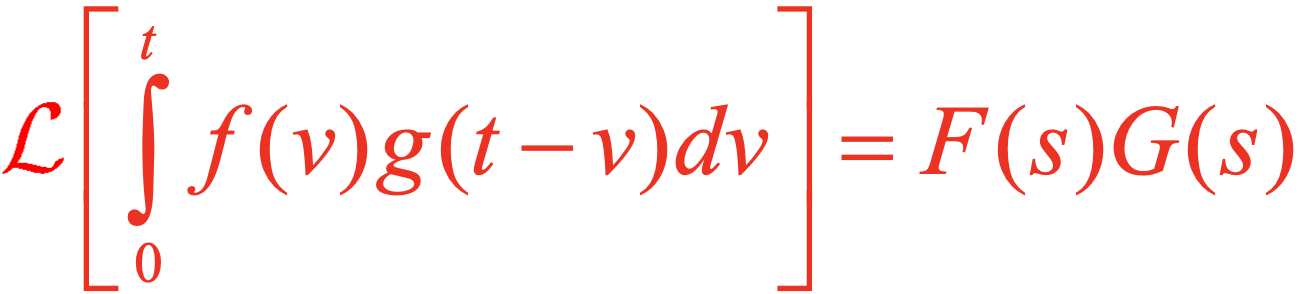 ℒ[∫₀ᵗ f(v)g(t − v)dv] = F(s)G(s)